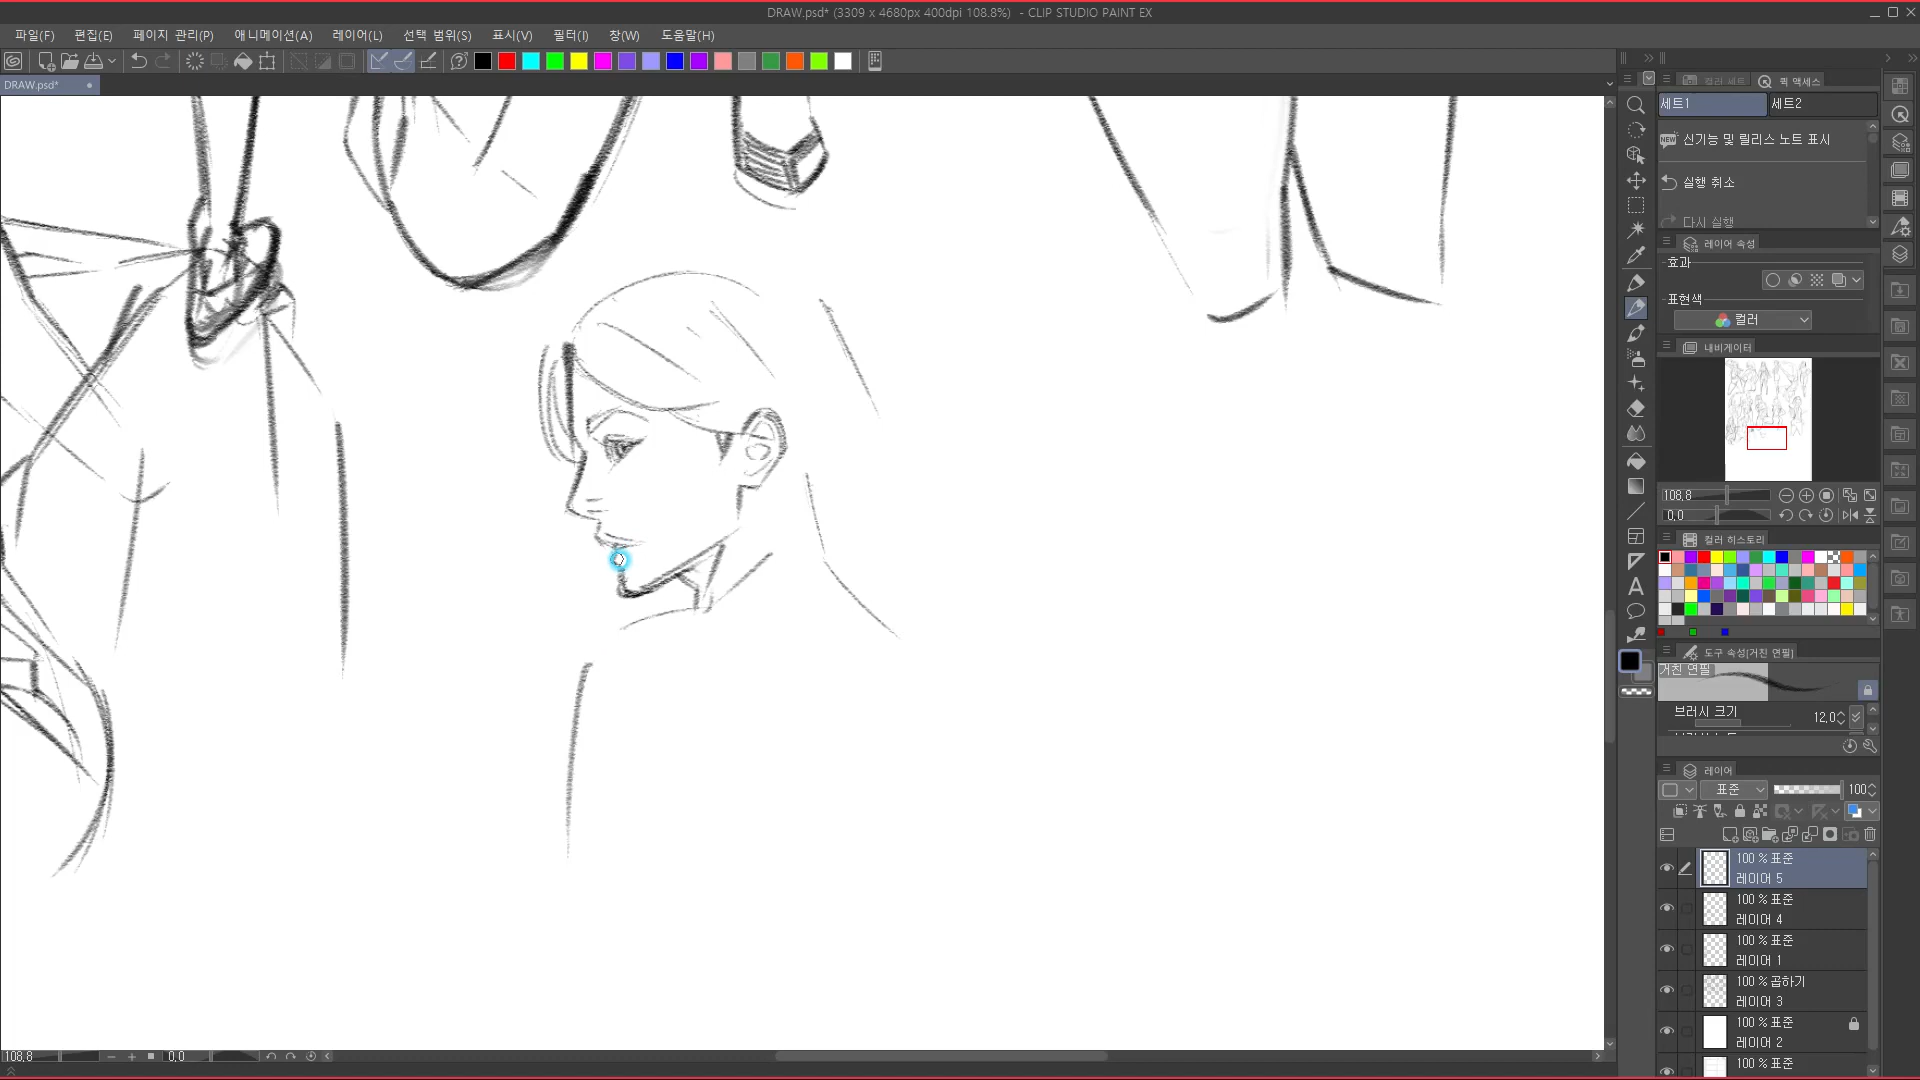 DRAW.psd* (3309 x 4680px 400dpi 108.8%) - CLIP STUDIO PAINT EX
파일(F) 편집(E) 페이지 관리(P) 애니메이션(A) 레이어(L) 선택 범위(S) 표시(V) 필터(I) 창(W) 도움말(H)
DRAW.psd*
컬러 세트 퀵 액세스
세트1 세트2
신기능 및 릴리스 노트 표시
실행 취소
다시 실행
레이어 속성
효과
표현색
컬러
내비게이터
108.8
0.0
컬러 히스토리
도구 속성[거친 연필]
거친 연필
브러시 크기 12.0
레이어
표준 100
100 % 표준
레이어 5
100 % 표준
레이어 4
100 % 표준
레이어 1
100 % 곱하기
레이어 3
100 % 표준
레이어 2
100 % 표준
108.8 0.0